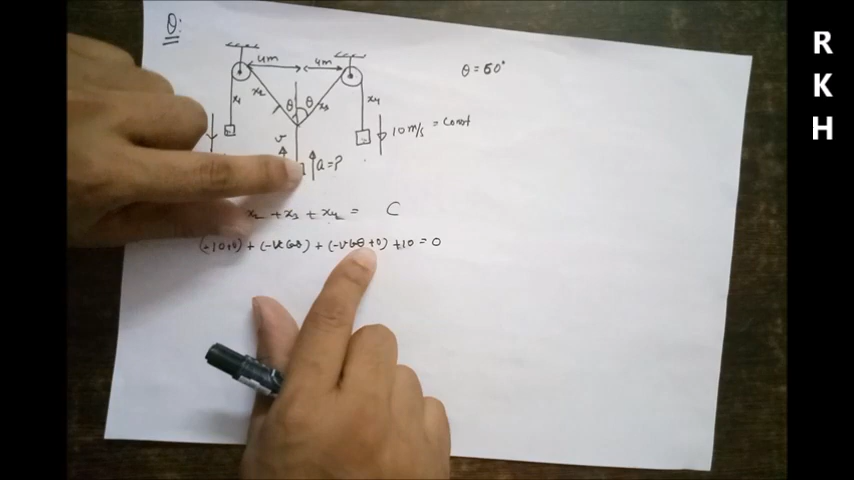 Q:
4m 4m
θ = 60°
x1 x2 θ θ x3 x4
10 m/s = const
v a = ?
x2 + x3 + x4 = C
(+10+0) + (-v cosθ) + (-v cosθ + 0) + 10 = 0
R
K
H